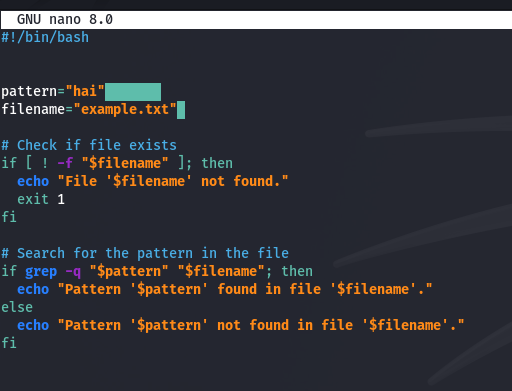 GNU nano 8.0
#!/bin/bash
pattern="hai"
filename="example.txt"
# Check if file exists
if [ ! -f "$filename" ]; then
  echo "File '$filename' not found."
  exit 1
fi
# Search for the pattern in the file
if grep -q "$pattern" "$filename"; then
  echo "Pattern '$pattern' found in file '$filename'."
else
  echo "Pattern '$pattern' not found in file '$filename'."
fi